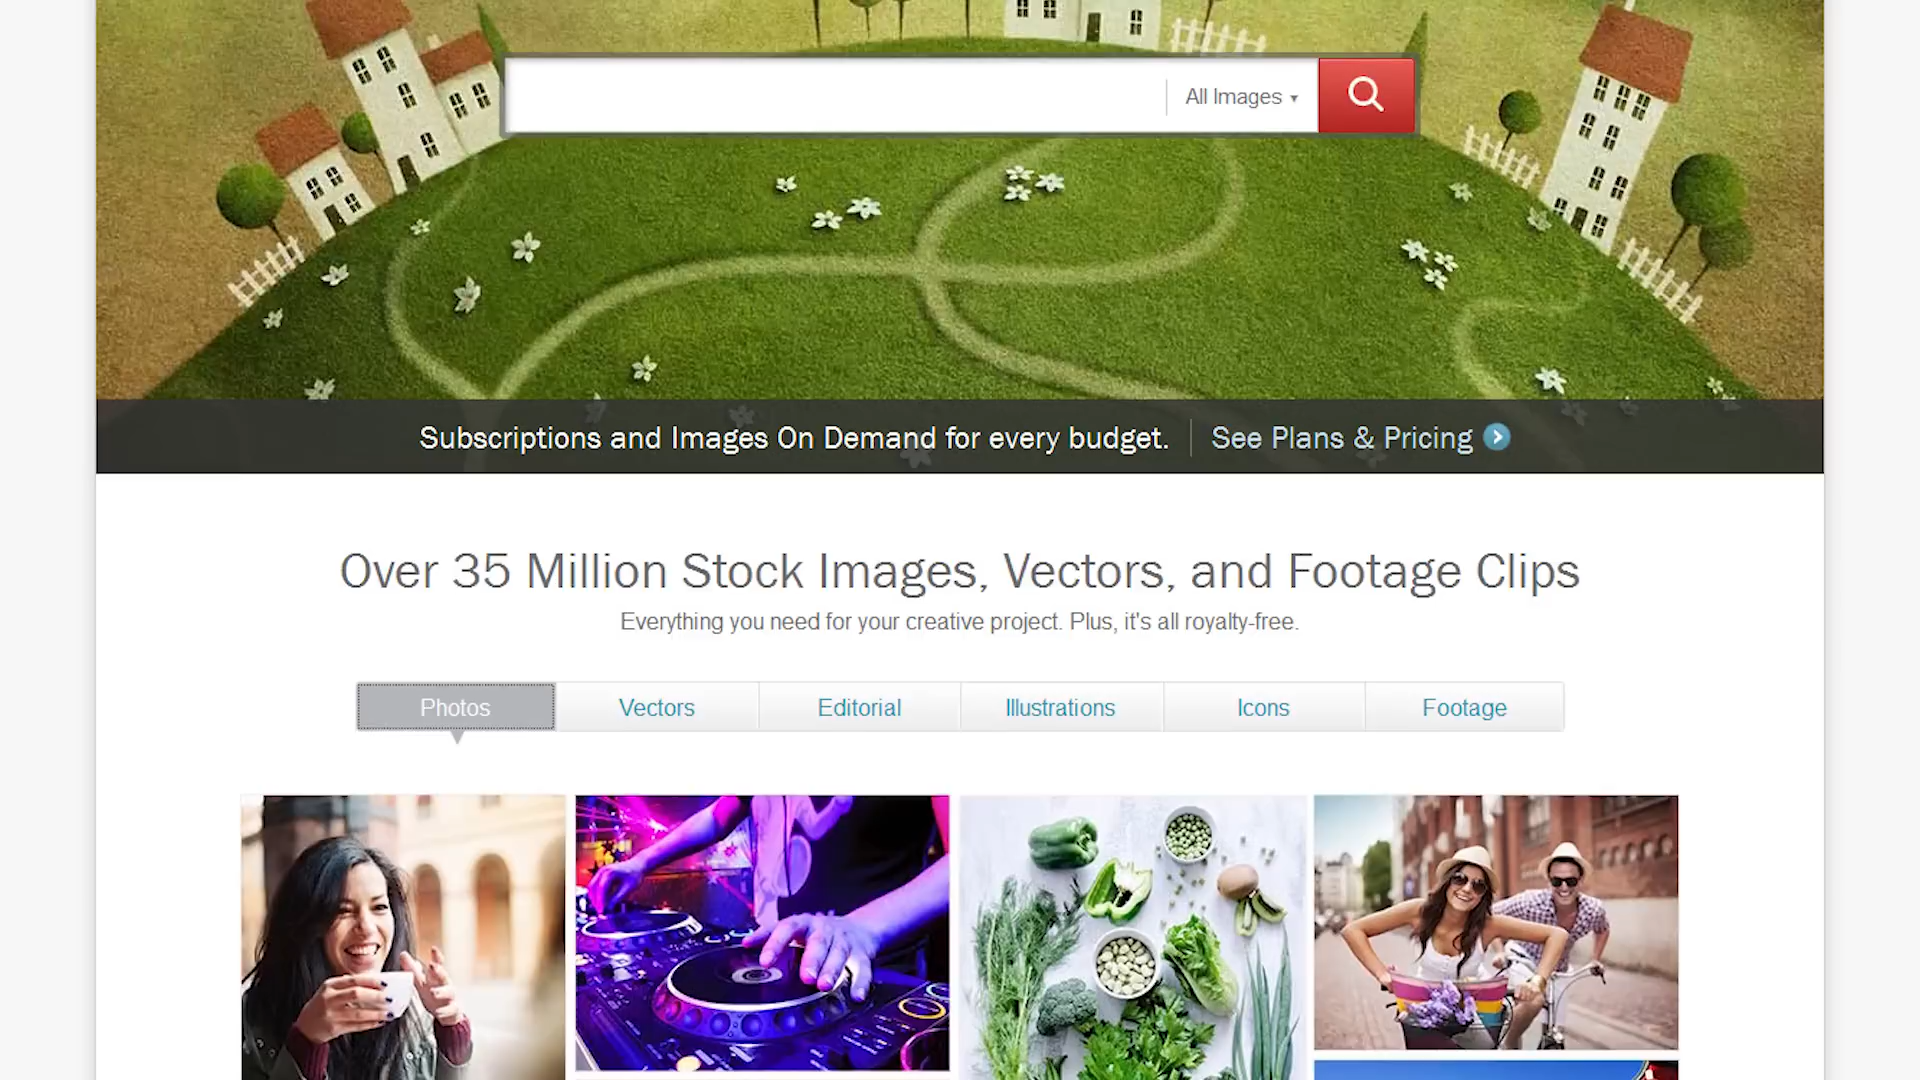 All Images
Subscriptions and Images On Demand for every budget. See Plans & Pricing
Over 35 Million Stock Images, Vectors, and Footage Clips
Everything you need for your creative project. Plus, it's all royalty-free.
Photos Vectors Editorial Illustrations Icons Footage